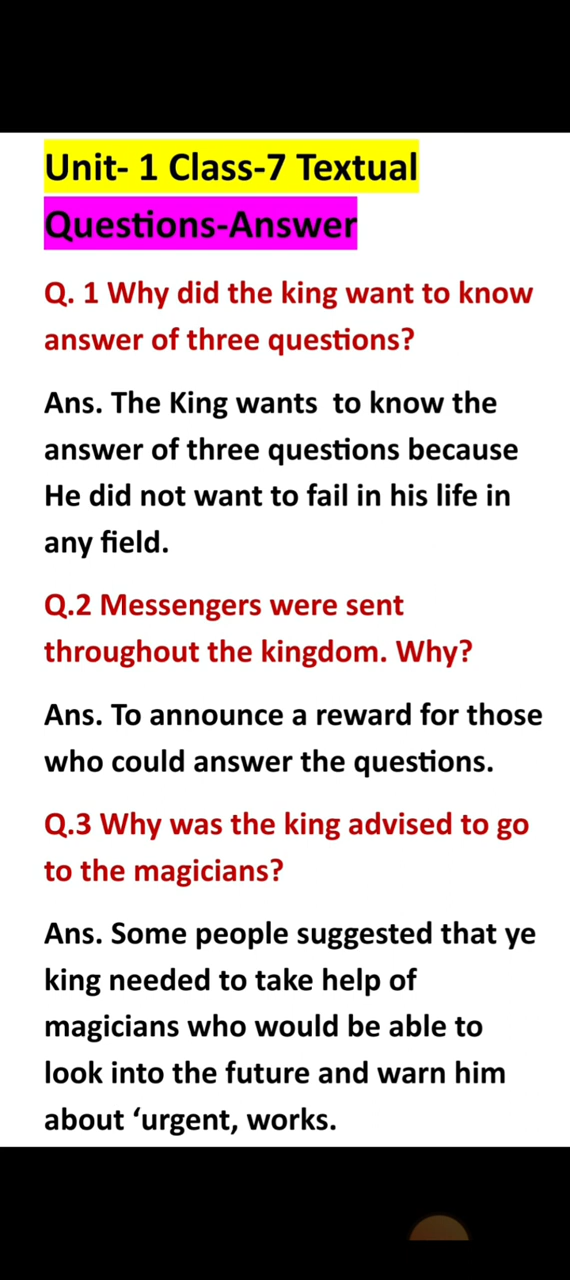 Unit- 1 Class-7 Textual
Questions-Answer
Q. 1 Why did the king want to know
answer of three questions?
Ans. The King wants  to know the
answer of three questions because
He did not want to fail in his life in
any field.
Q.2 Messengers were sent
throughout the kingdom. Why?
Ans. To announce a reward for those
who could answer the questions.
Q.3 Why was the king advised to go
to the magicians?
Ans. Some people suggested that ye
king needed to take help of
magicians who would be able to
look into the future and warn him
about ‘urgent, works.